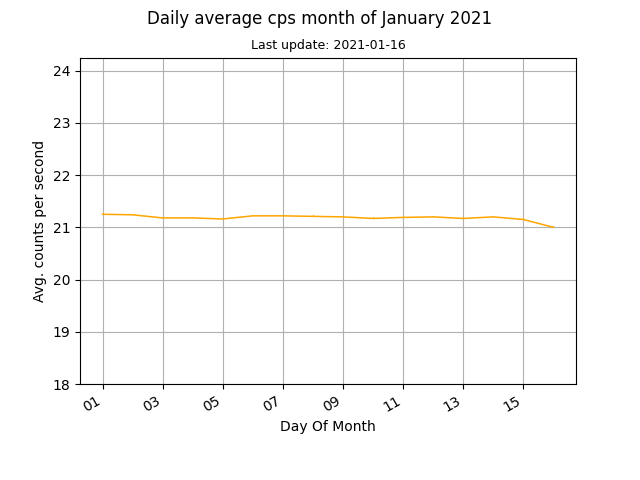 Daily average cps month of January 2021
Last update: 2021-01-16
24
23
22
21
20
19
18
Avg. counts per second
01 03 05 07 09 11 13 15
Day Of Month